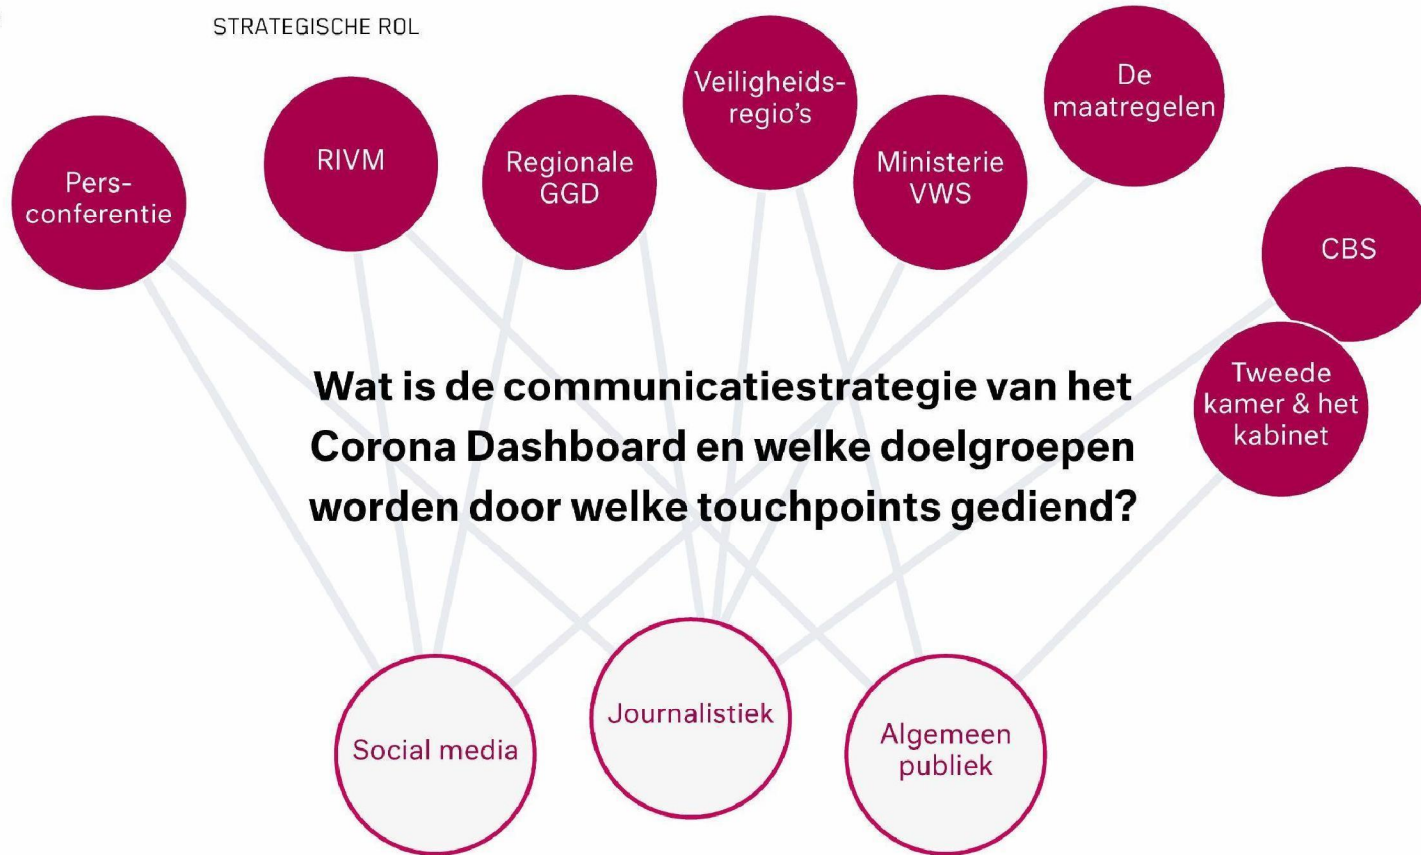 STRATEGISCHE ROL
Pers-
conferentie
RIVM
Regionale
GGD
Veiligheids-
regio's
Ministerie
VWS
De
maatregelen
CBS
Tweede
kamer & het
kabinet
Wat is de communicatiestrategie van het
Corona Dashboard en welke doelgroepen
worden door welke touchpoints gediend?
Social media
Journalistiek
Algemeen
publiek